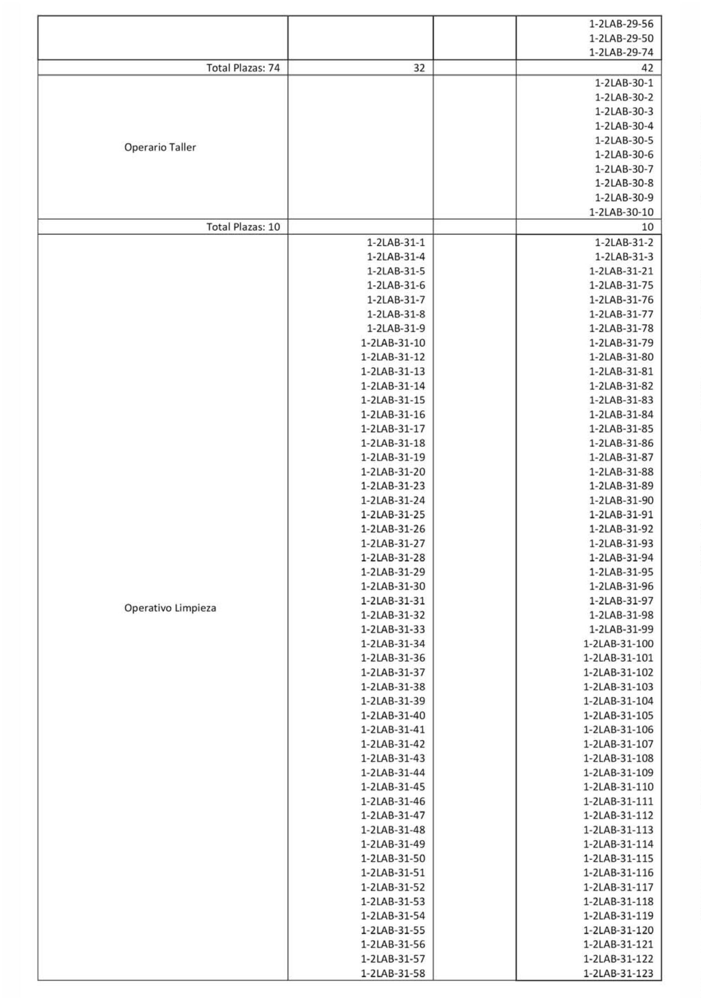 1-2LAB-29-56
1-2LAB-29-50
1-2LAB-29-74
Total Plazas: 74 32 42
1-2LAB-30-1
1-2LAB-30-2
1-2LAB-30-3
1-2LAB-30-4
1-2LAB-30-5
Operario Taller
1-2LAB-30-6
1-2LAB-30-7
1-2LAB-30-8
1-2LAB-30-9
1-2LAB-30-10
Total Plazas: 10 10
1-2LAB-31-1 1-2LAB-31-2
1-2LAB-31-4 1-2LAB-31-3
1-2LAB-31-5 1-2LAB-31-21
1-2LAB-31-6 1-2LAB-31-75
1-2LAB-31-7 1-2LAB-31-76
1-2LAB-31-8 1-2LAB-31-77
1-2LAB-31-9 1-2LAB-31-78
1-2LAB-31-10 1-2LAB-31-79
1-2LAB-31-12 1-2LAB-31-80
1-2LAB-31-13 1-2LAB-31-81
1-2LAB-31-14 1-2LAB-31-82
1-2LAB-31-15 1-2LAB-31-83
1-2LAB-31-16 1-2LAB-31-84
1-2LAB-31-17 1-2LAB-31-85
1-2LAB-31-18 1-2LAB-31-86
1-2LAB-31-19 1-2LAB-31-87
1-2LAB-31-20 1-2LAB-31-88
1-2LAB-31-23 1-2LAB-31-89
1-2LAB-31-24 1-2LAB-31-90
1-2LAB-31-25 1-2LAB-31-91
1-2LAB-31-26 1-2LAB-31-92
1-2LAB-31-27 1-2LAB-31-93
1-2LAB-31-28 1-2LAB-31-94
1-2LAB-31-29 1-2LAB-31-95
1-2LAB-31-30 1-2LAB-31-96
1-2LAB-31-31 1-2LAB-31-97
Operativo Limpieza
1-2LAB-31-32 1-2LAB-31-98
1-2LAB-31-33 1-2LAB-31-99
1-2LAB-31-34 1-2LAB-31-100
1-2LAB-31-36 1-2LAB-31-101
1-2LAB-31-37 1-2LAB-31-102
1-2LAB-31-38 1-2LAB-31-103
1-2LAB-31-39 1-2LAB-31-104
1-2LAB-31-40 1-2LAB-31-105
1-2LAB-31-41 1-2LAB-31-106
1-2LAB-31-42 1-2LAB-31-107
1-2LAB-31-43 1-2LAB-31-108
1-2LAB-31-44 1-2LAB-31-109
1-2LAB-31-45 1-2LAB-31-110
1-2LAB-31-46 1-2LAB-31-111
1-2LAB-31-47 1-2LAB-31-112
1-2LAB-31-48 1-2LAB-31-113
1-2LAB-31-49 1-2LAB-31-114
1-2LAB-31-50 1-2LAB-31-115
1-2LAB-31-51 1-2LAB-31-116
1-2LAB-31-52 1-2LAB-31-117
1-2LAB-31-53 1-2LAB-31-118
1-2LAB-31-54 1-2LAB-31-119
1-2LAB-31-55 1-2LAB-31-120
1-2LAB-31-56 1-2LAB-31-121
1-2LAB-31-57 1-2LAB-31-122
1-2LAB-31-58 1-2LAB-31-123